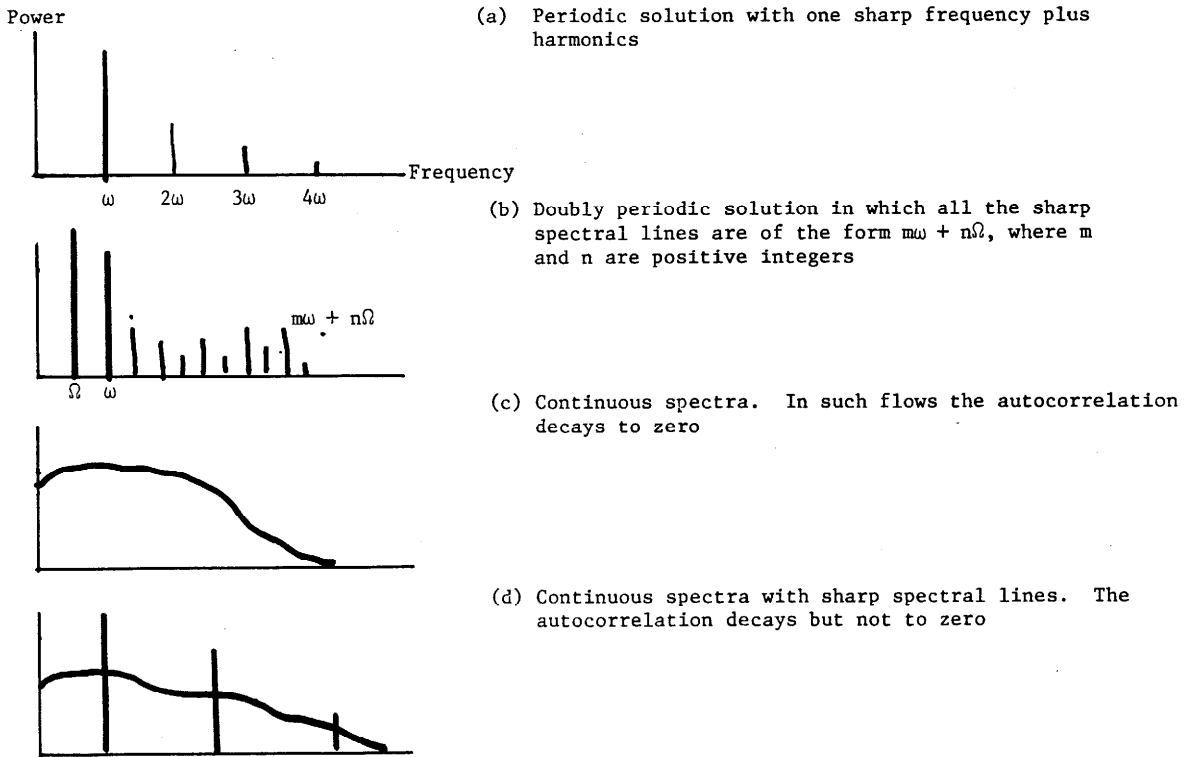 Power
(a) Periodic solution with one sharp frequency plus
harmonics
Frequency
ω 2ω 3ω 4ω
(b) Doubly periodic solution in which all the sharp
spectral lines are of the form mω + nΩ, where m
and n are positive integers
mω + nΩ
Ω ω
(c) Continuous spectra. In such flows the autocorrelation
decays to zero
(d) Continuous spectra with sharp spectral lines. The
autocorrelation decays but not to zero